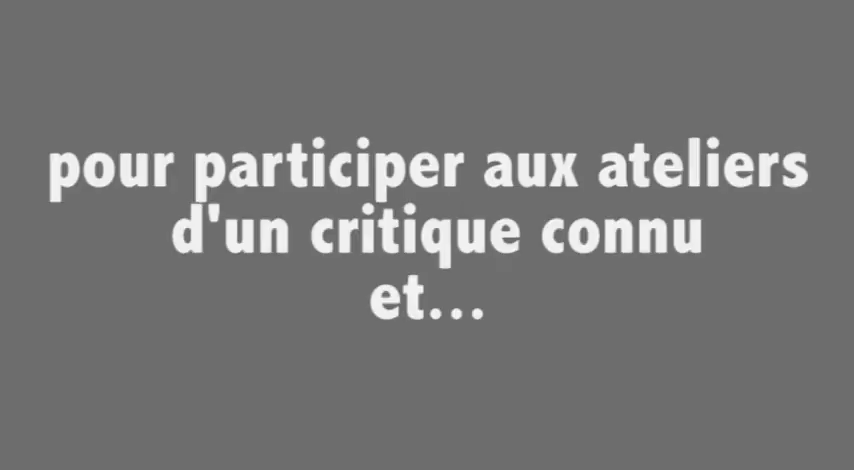 pour participer aux ateliers
d'un critique connu
et...